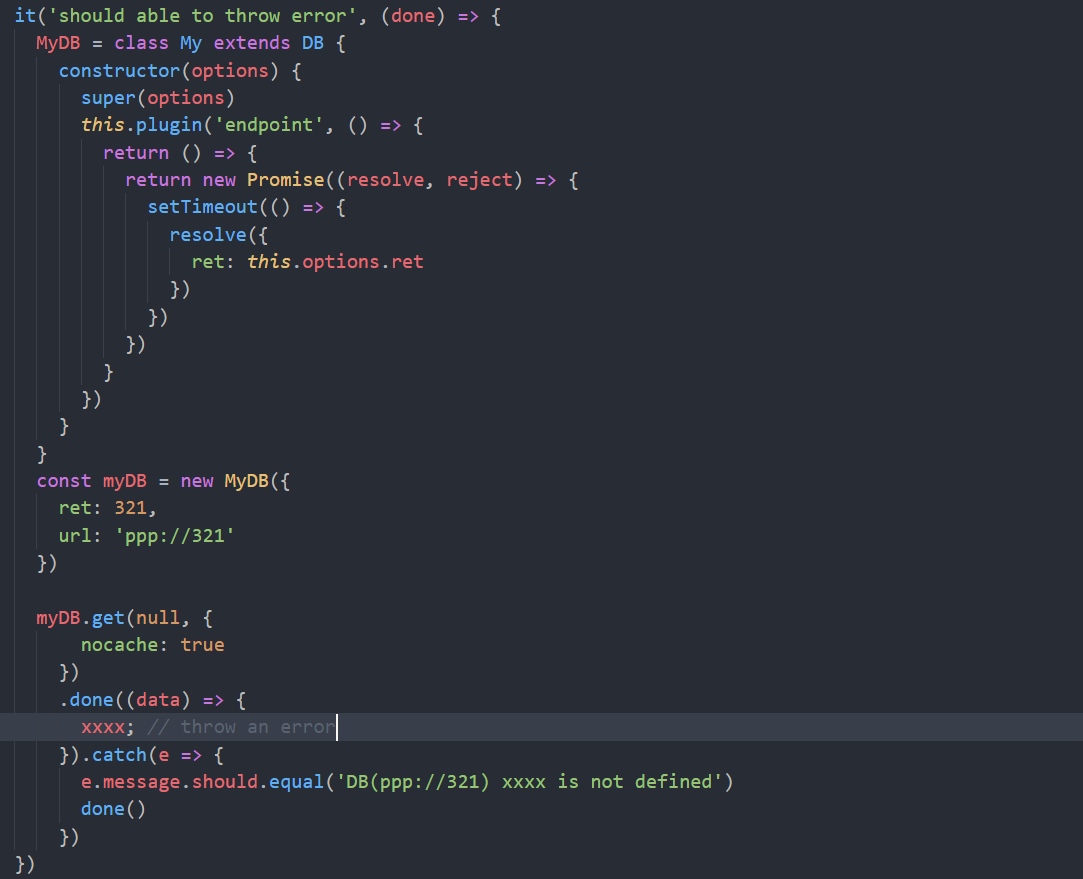 it('should able to throw error', (done) => {
  MyDB = class My extends DB {
    constructor(options) {
      super(options)
      this.plugin('endpoint', () => {
        return () => {
          return new Promise((resolve, reject) => {
            setTimeout(() => {
              resolve({
                ret: this.options.ret
              })
            })
          })
        }
      })
    }
  }
  const myDB = new MyDB({
    ret: 321,
    url: 'ppp://321'
  })

  myDB.get(null, {
      nocache: true
    })
    .done((data) => {
      xxxx; // throw an error
    }).catch(e => {
      e.message.should.equal('DB(ppp://321) xxxx is not defined')
      done()
    })
})